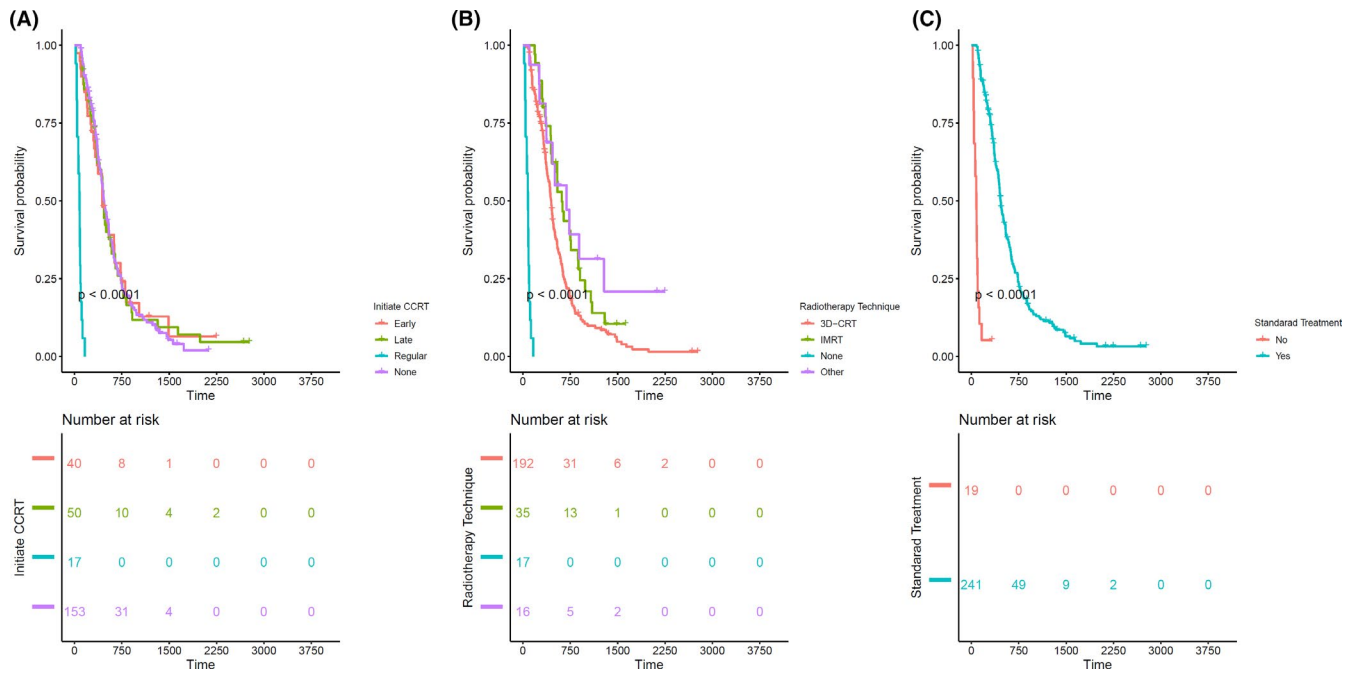 (A)
1.00
0.75
0.50
0.25
0.00
Survival probability
p < 0.0001
0 750 1500 2250 3000 3750
Time
Initiate CCRT
Early
Late
Regular
None
Number at risk
Initiate CCRT
40 8 1 0 0 0
50 10 4 2 0 0
17 0 0 0 0 0
153 31 4 0 0 0
0 750 1500 2250 3000 3750
Time
(B)
1.00
0.75
0.50
0.25
0.00
Survival probability
p < 0.0001
0 750 1500 2250 3000 3750
Time
Radiotherapy Technique
3D-CRT
IMRT
None
Other
Number at risk
Radiotherapy Technique
192 31 6 2 0 0
35 13 1 0 0 0
17 0 0 0 0 0
16 5 2 0 0 0
0 750 1500 2250 3000 3750
Time
(C)
1.00
0.75
0.50
0.25
0.00
Survival probability
p < 0.0001
0 750 1500 2250 3000 3750
Time
Standarad Treatment
No
Yes
Number at risk
Standarad Treatment
19 0 0 0 0 0
241 49 9 2 0 0
0 750 1500 2250 3000 3750
Time